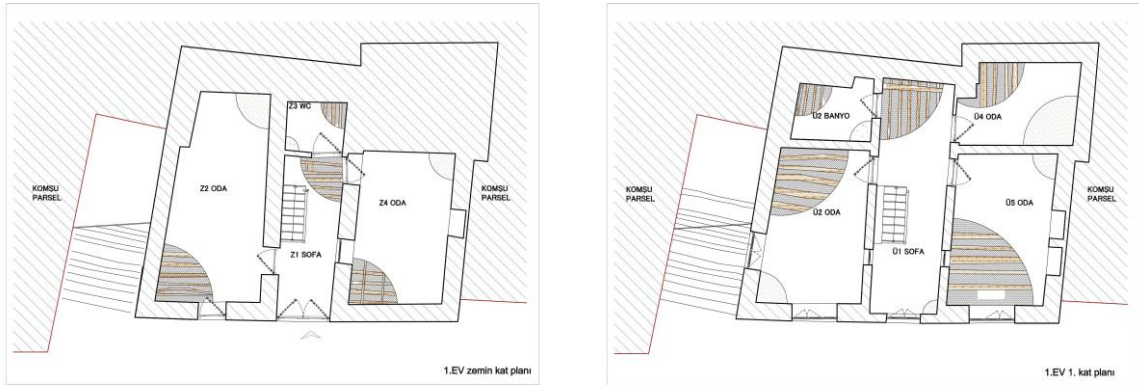 Z3 WC
Z2 ODA
KOMŞU
PARSEL
KOMŞU
PARSEL
Z4 ODA
Z1 SOFA
1.EV zemin kat planı
Ü2 BANYO
Ü4 ODA
KOMŞU
PARSEL
KOMŞU
PARSEL
Ü2 ODA
Ü5 ODA
Ü1 SOFA
1.EV 1. kat planı